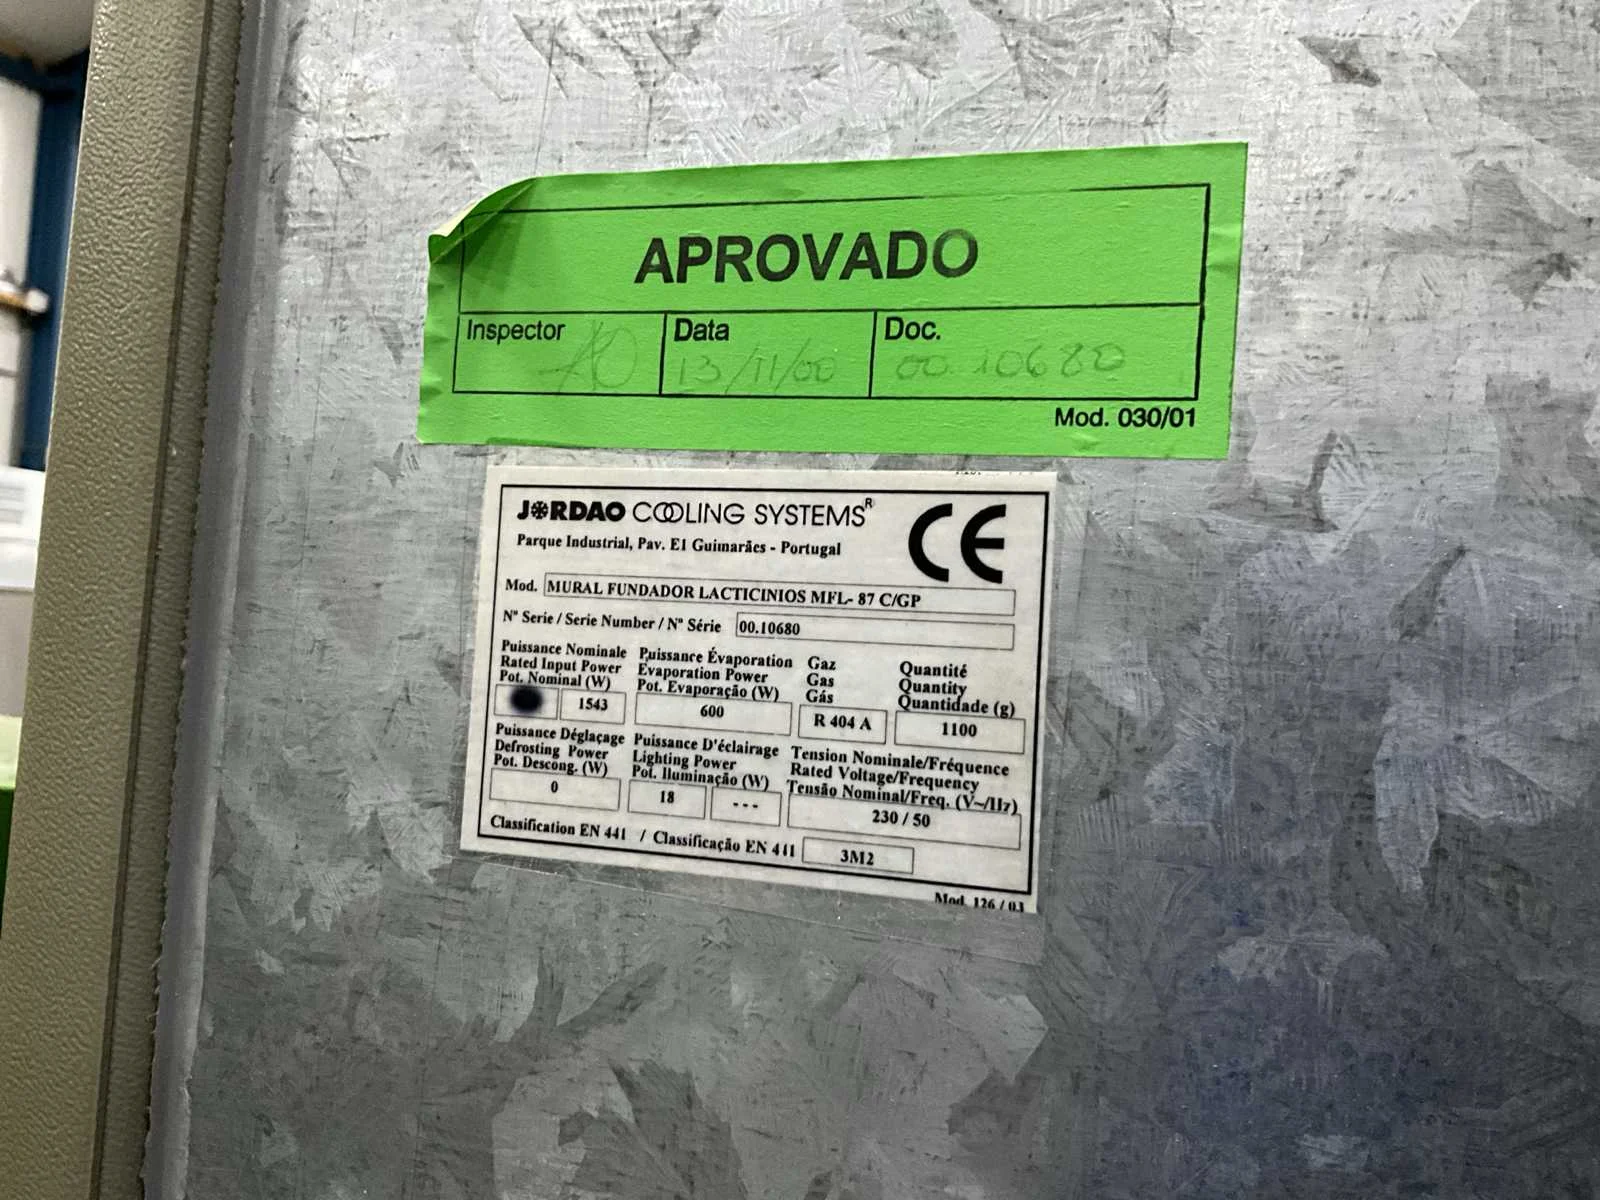 APROVADO
Inspector
Data
Doc.
13/11/00
00.10680
Mod. 030/01
JORDAO COOLING SYSTEMS R
CE
Parque Industrial, Pav. E1 Guimarães - Portugal
Mod. MURAL FUNDADOR LACTICINIOS MFL- 87 C/GP
Nº Serie / Serie Number / Nº Série 00.10680
Puissance Nominale
Rated Input Power
Pot. Nominal (W)
1543
Puissance Évaporation
Evaporation Power
Pot. Evaporação (W)
600
Gaz
Gas
Gás
R 404 A
Quantité
Quantity
Quantidade (g)
1100
Puissance Déglaçage
Defrosting Power
Pot. Descong. (W)
0
Puissance D'éclairage
Lighting Power
Pot. Iluminação (W)
18
---
Tension Nominale/Fréquence
Rated Voltage/Frequency
Tensão Nominal/Freq. (V~/Hz)
230 / 50
Classification EN 441 / Classificação EN 441 3M2
Mod. 126 / 03